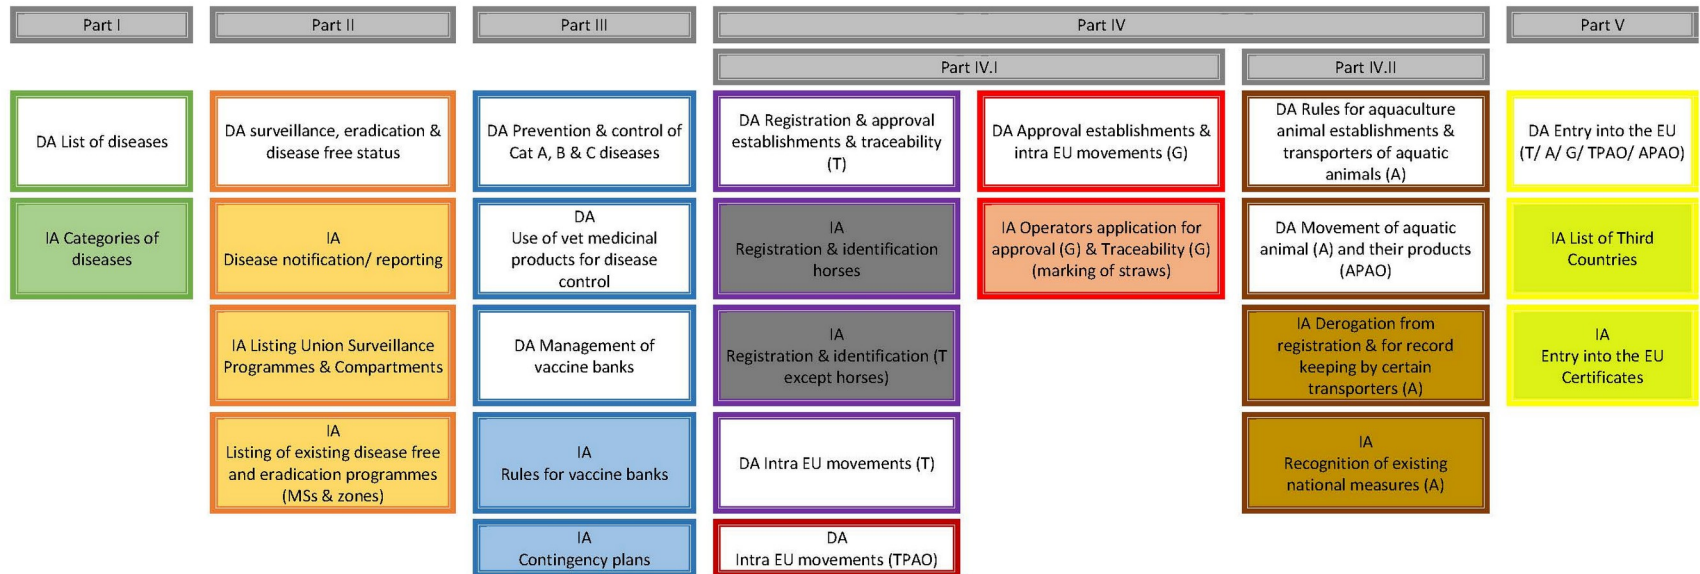 Part I
Part II
Part III
Part IV
Part V
Part IV.I
Part IV.II
DA List of diseases
IA Categories of
diseases
DA surveillance, eradication &
disease free status
IA
Disease notification/ reporting
IA Listing Union Surveillance
Programmes & Compartments
IA
Listing of existing disease free
and eradication programmes
(MSs & zones)
DA Prevention & control of
Cat A, B & C diseases
DA
Use of vet medicinal
products for disease
control
DA Management of
vaccine banks
IA
Rules for vaccine banks
IA
Contingency plans
DA Registration & approval
establishments & traceability
(T)
IA
Registration & identification
horses
IA
Registration & identification (T
except horses)
DA Intra EU movements (T)
DA
Intra EU movements (TPAO)
DA Approval establishments &
intra EU movements (G)
IA Operators application for
approval (G) & Traceability (G)
(marking of straws)
DA Rules for aquaculture
animal establishments &
transporters of aquatic
animals (A)
DA Movement of aquatic
animal (A) and their products
(APAO)
IA Derogation from
registration & for record
keeping by certain
transporters (A)
IA
Recognition of existing
national measures (A)
DA Entry into the EU
(T/ A/ G/ TPAO/ APAO)
IA List of Third
Countries
IA
Entry into the EU
Certificates